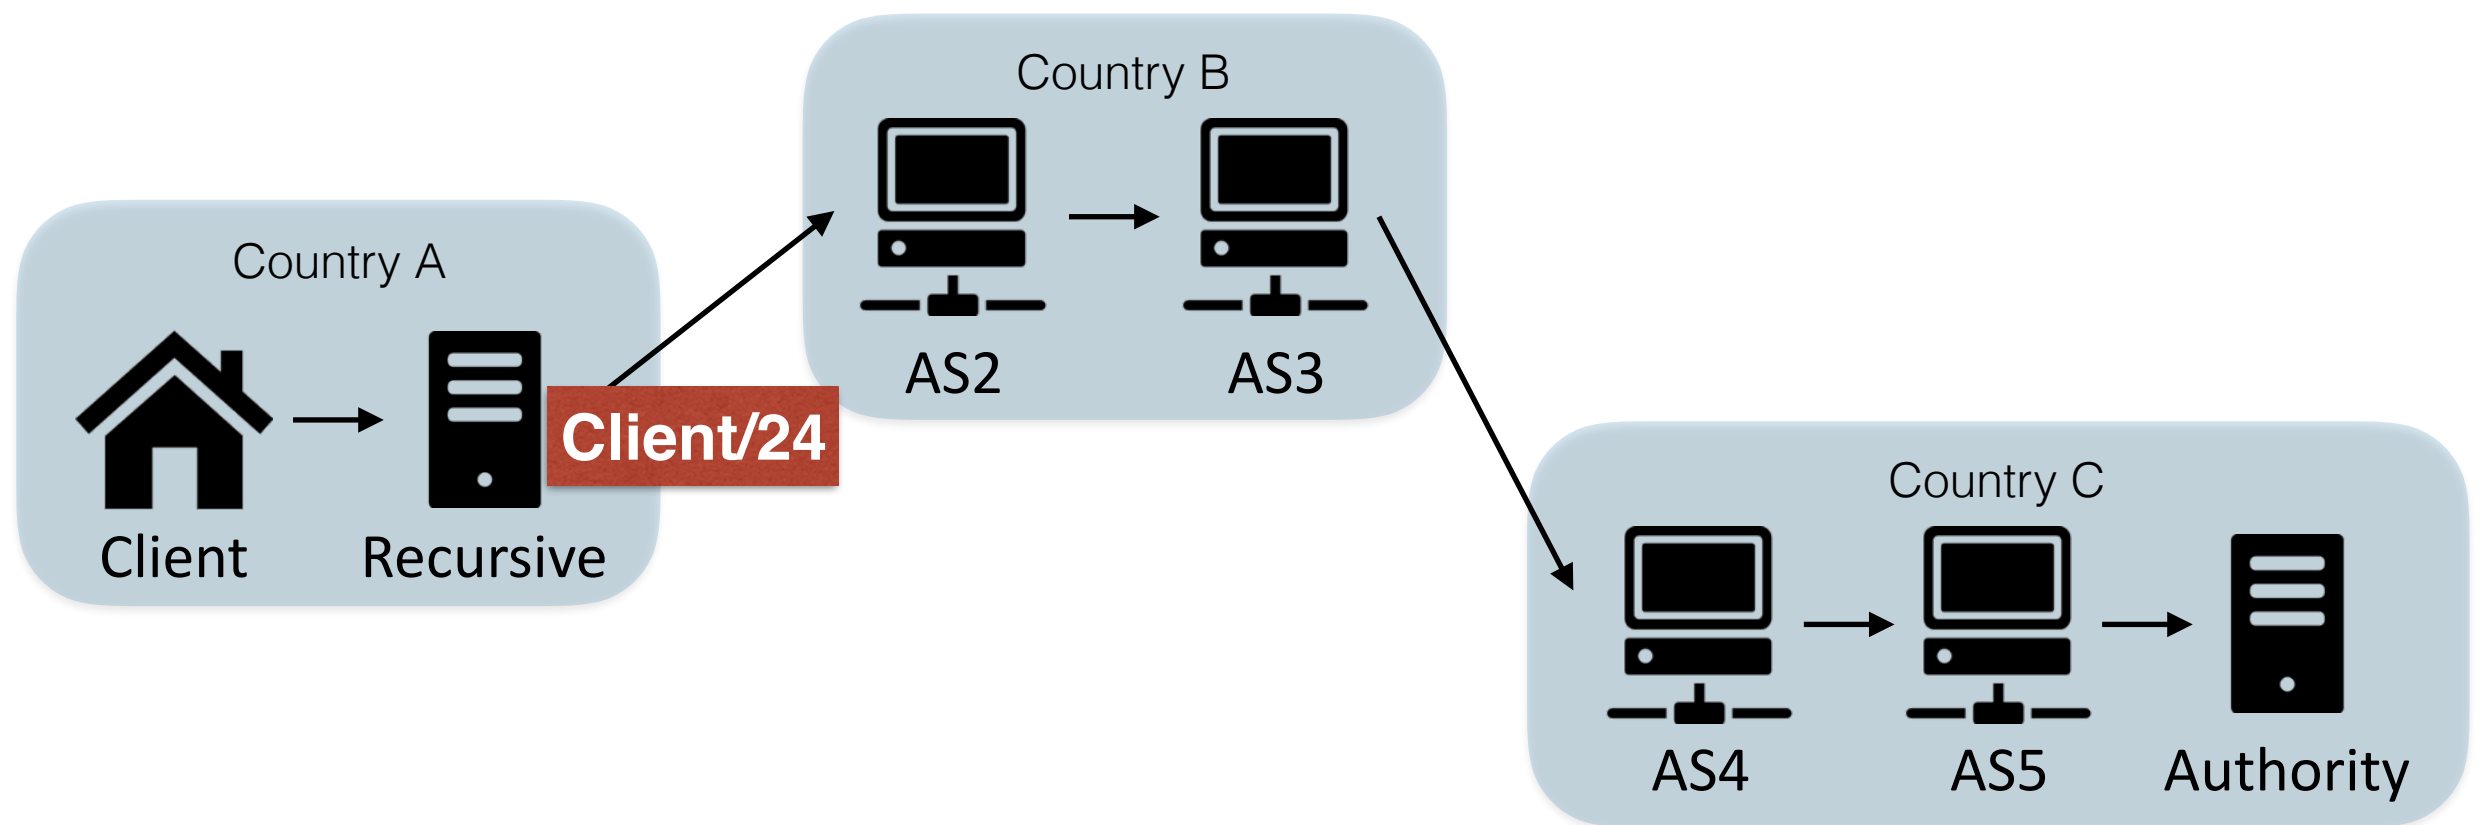 Country A
Client
Recursive
Client/24
Country B
AS2
AS3
Country C
AS4
AS5
Authority